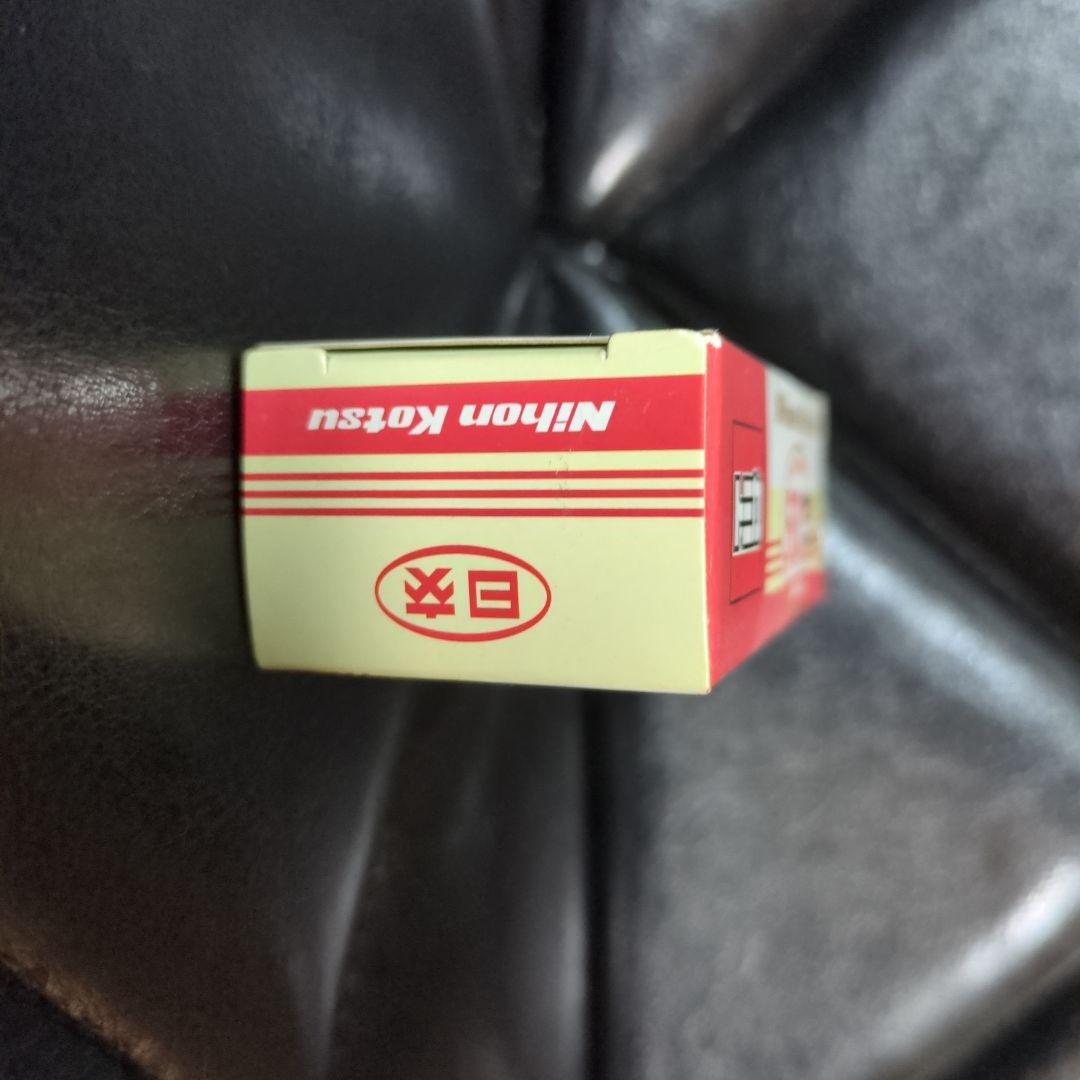 日交
Nihon Kotsu